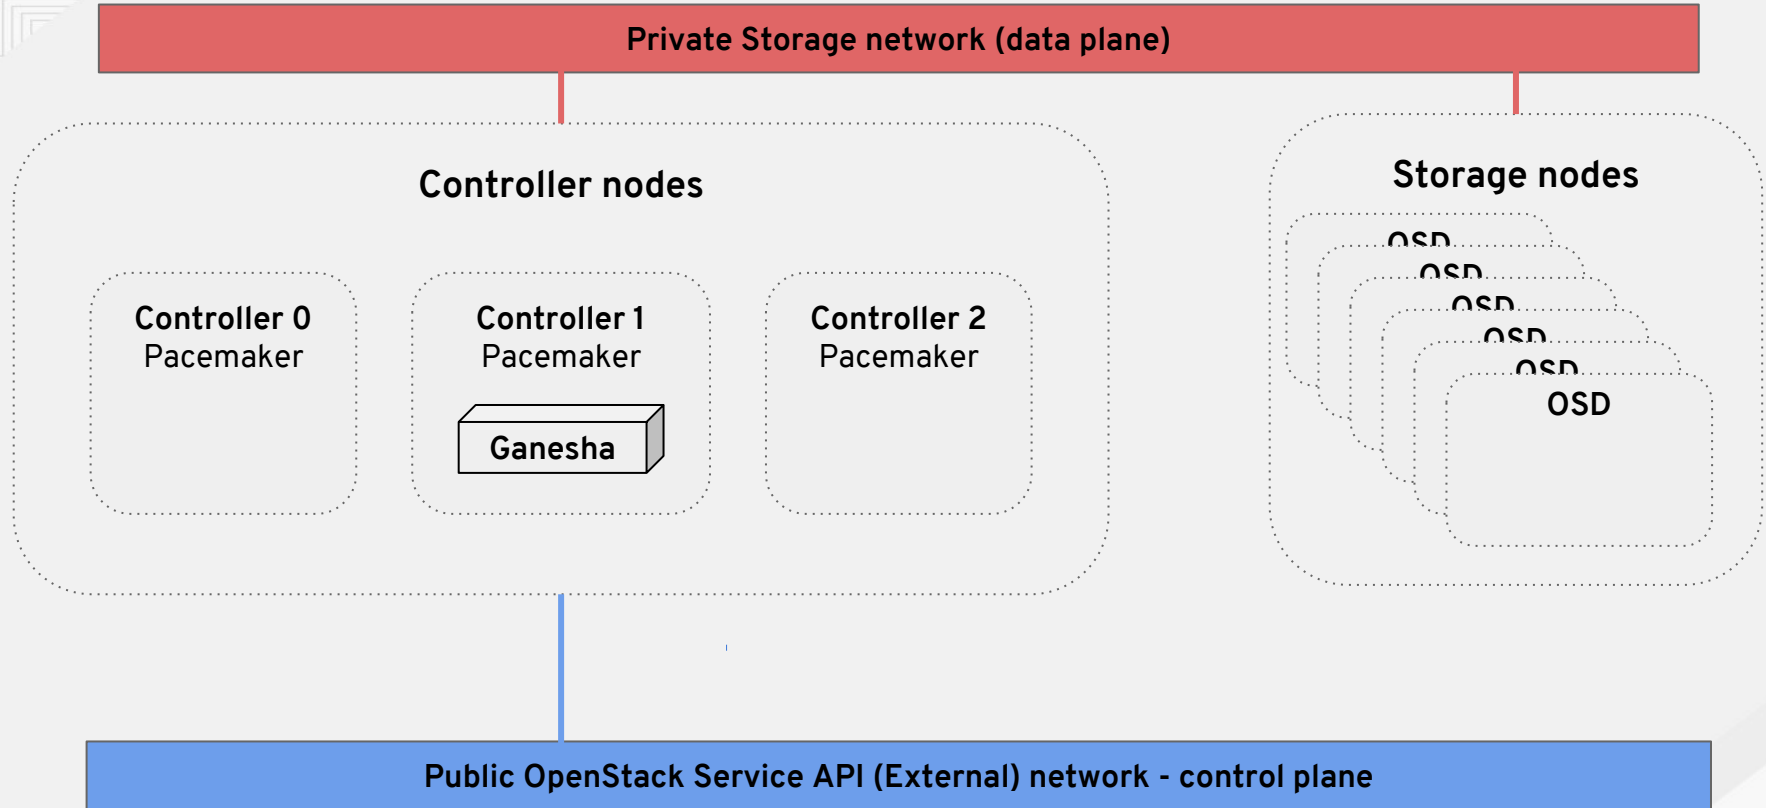 Private Storage network (data plane)
Controller nodes
Storage nodes
Controller 0
Pacemaker
Controller 1
Pacemaker
Ganesha
Controller 2
Pacemaker
OSD
OSD
OSD
OSD
OSD
OSD
Public OpenStack Service API (External) network - control plane